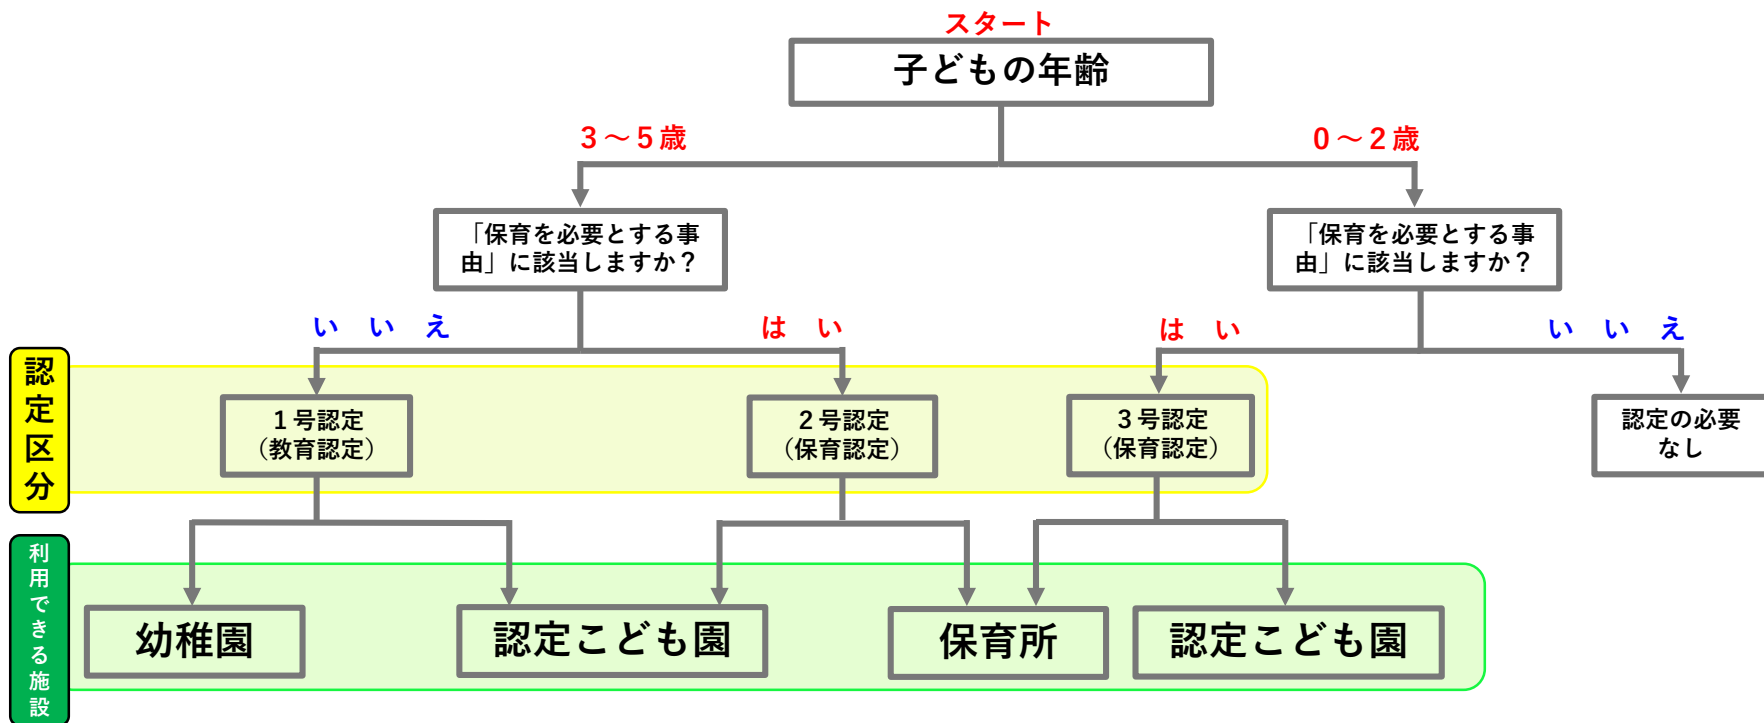 スタート
子どもの年齢
3～5歳
0～2歳
「保育を必要とする事
由」に該当しますか？
「保育を必要とする事
由」に該当しますか？
いいえ
はい
はい
いいえ
認定区分
1号認定
（教育認定）
2号認定
（保育認定）
3号認定
（保育認定）
認定の必要
なし
利用できる施設
幼稚園
認定こども園
保育所
認定こども園